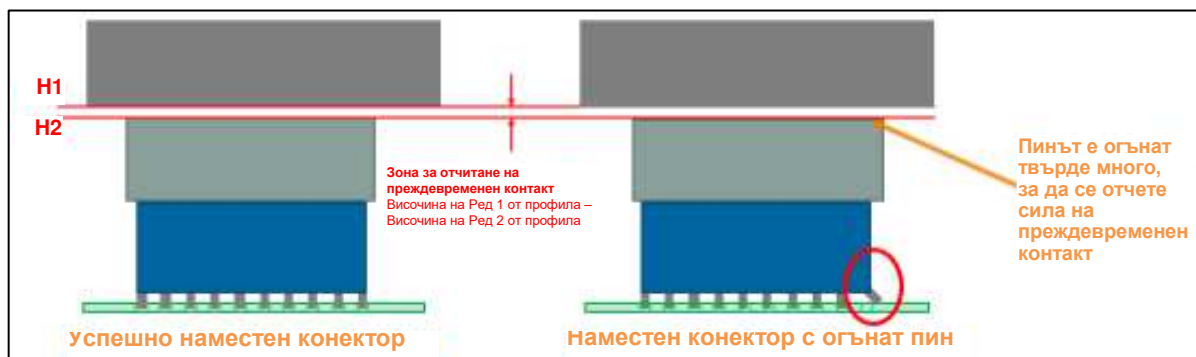 H1
H2
Зона за отчитане на
преждевременен контакт
Височина на Ред 1 от профила –
Височина на Ред 2 от профила
Пинът е огънат
твърде много,
за да се отчете
сила на
преждевременен
контакт
Успешно наместен конектор
Наместен конектор с огънат пин